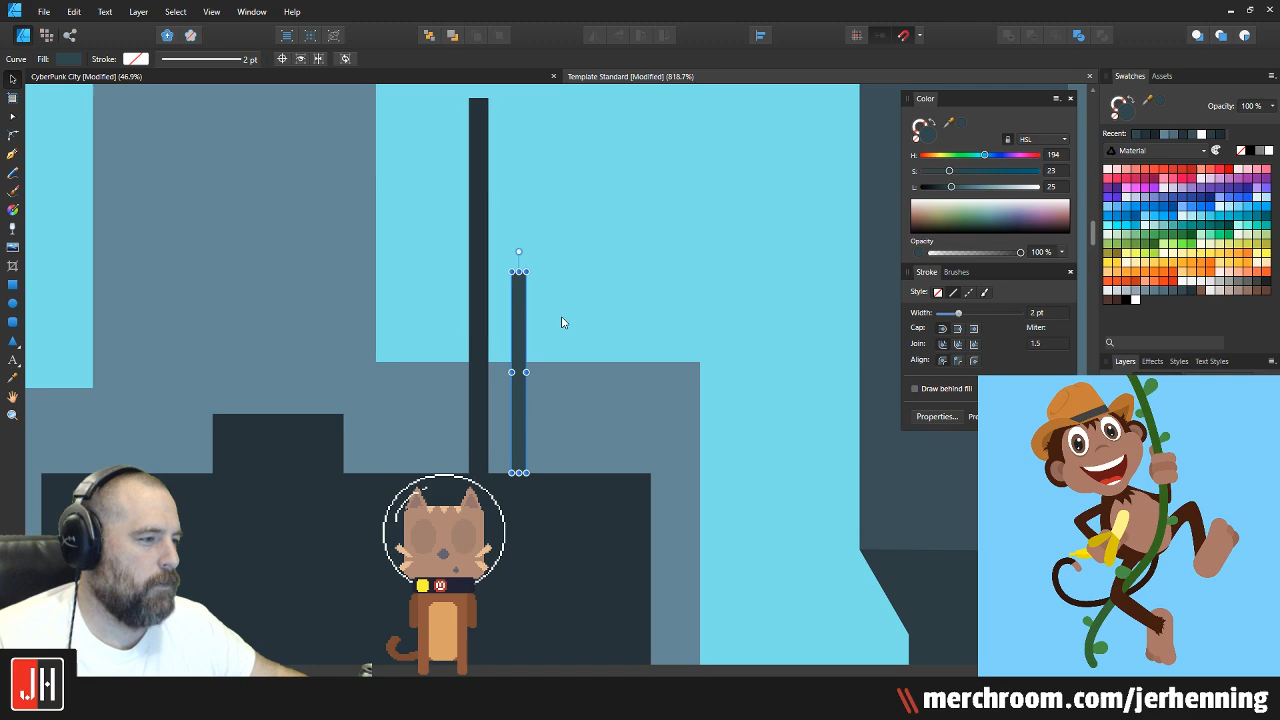 File Edit Text Layer Select View Window Help
Curve Fill: Stroke: 2 pt
CyberPunk City [Modified] (46.9%) Template Standard [Modified] (818.7%)
Color
HSL
H: 194
S: 23
L: 25
Opacity
100 %
Stroke Brushes
Style:
Width: 2 pt
Cap: Miter:
Join: 1.5
Align:
Draw behind fill
Properties...
Swatches Assets
Opacity: 100 %
Recent:
Material
Layers Effects Styles Text Styles
JH
merchroom.com/jerhenning